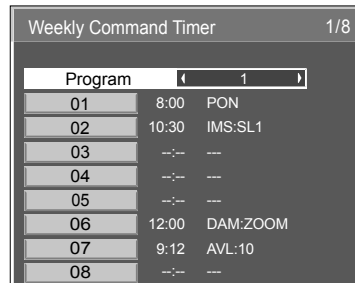 Weekly Command Timer 1/8
Program 1
01 8:00 PON
02 10:30 IMS:SL1
03 --:-- ---
04 --:-- ---
05 --:-- ---
06 12:00 DAM:ZOOM
07 9:12 AVL:10
08 --:-- ---